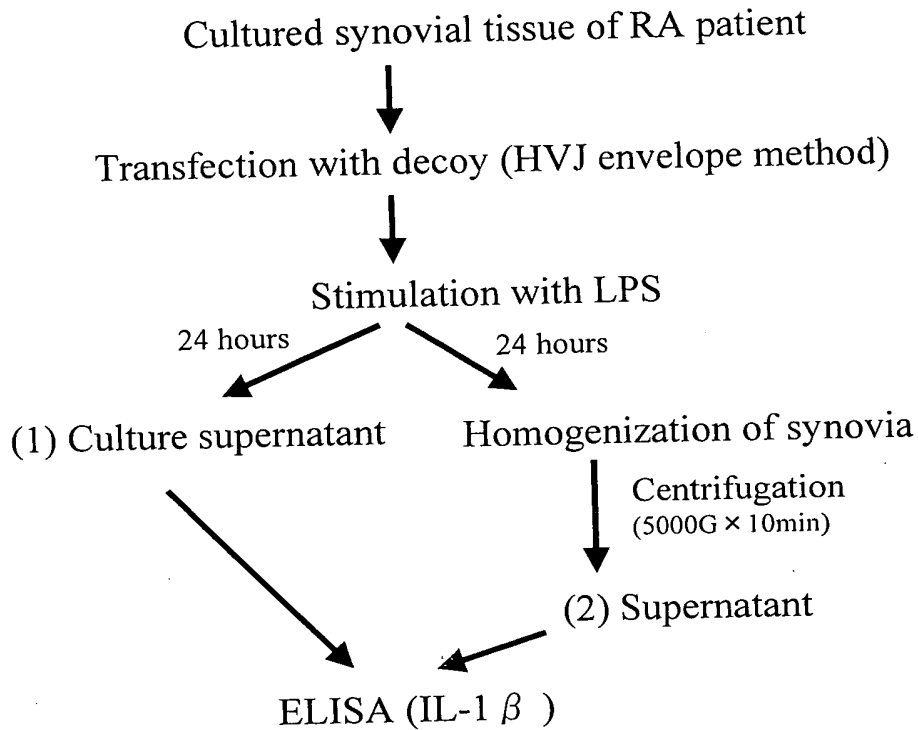 Cultured synovial tissue of RA patient
Transfection with decoy (HVJ envelope method)
Stimulation with LPS
24 hours
24 hours
(1) Culture supernatant
Homogenization of synovia
Centrifugation
(5000G × 10min)
(2) Supernatant
ELISA (IL-1 β )